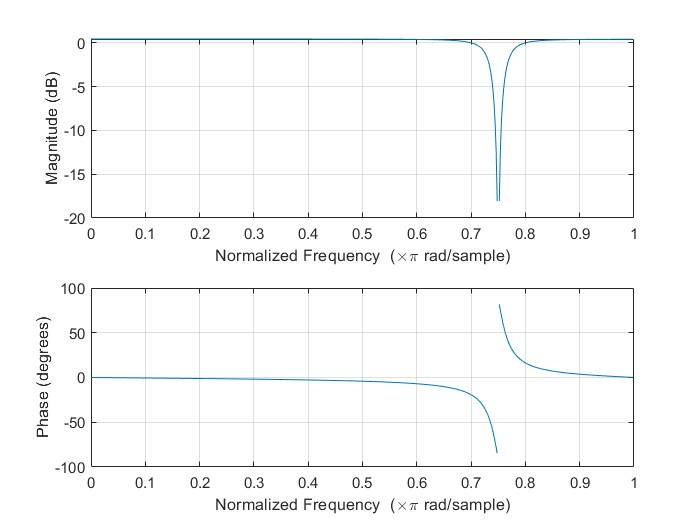 Magnitude (dB)
0
-5
-10
-15
-20
0 0.1 0.2 0.3 0.4 0.5 0.6 0.7 0.8 0.9 1
Normalized Frequency (×π rad/sample)
Phase (degrees)
100
50
0
-50
-100
0 0.1 0.2 0.3 0.4 0.5 0.6 0.7 0.8 0.9 1
Normalized Frequency (×π rad/sample)